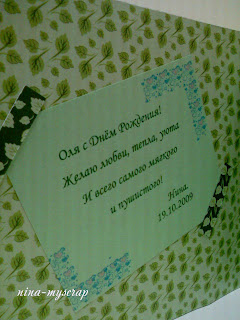 Оля с Днём Рождения!
Желаю любви, тепла, уюта
И всего самого мягкого
и пушистого!
Нина.
19.10.2009
nina-myscrap